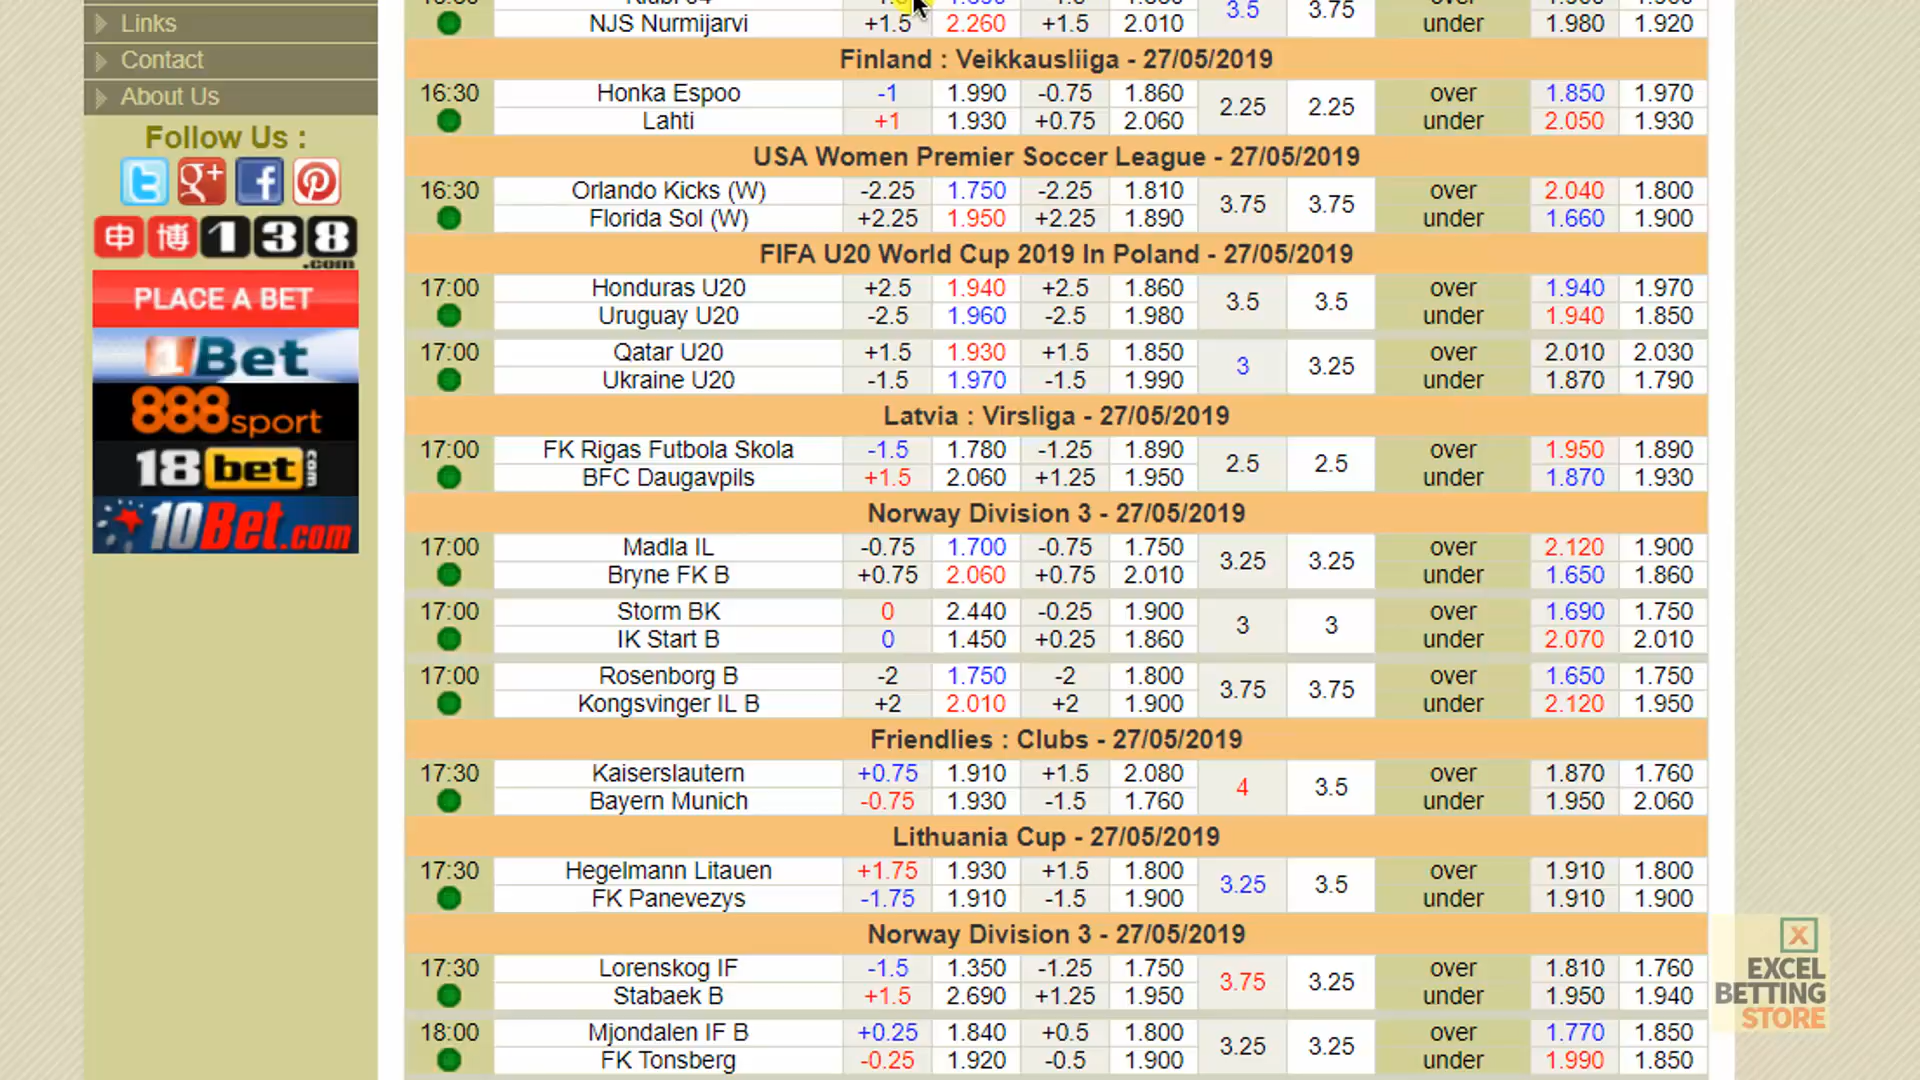 Links
Contact
About Us
Follow Us :
申博138
.com
PLACE A BET
1Bet
888sport
18bet.com
10Bet.com
NJS Nurmijarvi +1.5 2.260 +1.5 2.010 3.5 3.75 under 1.980 1.920
Finland : Veikkausliiga - 27/05/2019
16:30 Honka Espoo -1 1.990 -0.75 1.860 2.25 2.25 over 1.850 1.970
Lahti +1 1.930 +0.75 2.060 under 2.050 1.930
USA Women Premier Soccer League - 27/05/2019
16:30 Orlando Kicks (W) -2.25 1.750 -2.25 1.810 3.75 3.75 over 2.040 1.800
Florida Sol (W) +2.25 1.950 +2.25 1.890 under 1.660 1.900
FIFA U20 World Cup 2019 In Poland - 27/05/2019
17:00 Honduras U20 +2.5 1.940 +2.5 1.860 3.5 3.5 over 1.940 1.970
Uruguay U20 -2.5 1.960 -2.5 1.980 under 1.940 1.850
17:00 Qatar U20 +1.5 1.930 +1.5 1.850 3 3.25 over 2.010 2.030
Ukraine U20 -1.5 1.970 -1.5 1.990 under 1.870 1.790
Latvia : Virsliga - 27/05/2019
17:00 FK Rigas Futbola Skola -1.5 1.780 -1.25 1.890 2.5 2.5 over 1.950 1.890
BFC Daugavpils +1.5 2.060 +1.25 1.950 under 1.870 1.930
Norway Division 3 - 27/05/2019
17:00 Madla IL -0.75 1.700 -0.75 1.750 3.25 3.25 over 2.120 1.900
Bryne FK B +0.75 2.060 +0.75 2.010 under 1.650 1.860
17:00 Storm BK 0 2.440 -0.25 1.900 3 3 over 1.690 1.750
IK Start B 0 1.450 +0.25 1.860 under 2.070 2.010
17:00 Rosenborg B -2 1.750 -2 1.800 3.75 3.75 over 1.650 1.750
Kongsvinger IL B +2 2.010 +2 1.900 under 2.120 1.950
Friendlies : Clubs - 27/05/2019
17:30 Kaiserslautern +0.75 1.910 +1.5 2.080 4 3.5 over 1.870 1.760
Bayern Munich -0.75 1.930 -1.5 1.760 under 1.950 2.060
Lithuania Cup - 27/05/2019
17:30 Hegelmann Litauen +1.75 1.930 +1.5 1.800 3.25 3.5 over 1.910 1.800
FK Panevezys -1.75 1.910 -1.5 1.900 under 1.910 1.900
Norway Division 3 - 27/05/2019
17:30 Lorenskog IF -1.5 1.350 -1.25 1.750 3.75 3.25 over 1.810 1.760
Stabaek B +1.5 2.690 +1.25 1.950 under 1.950 1.940
18:00 Mjondalen IF B +0.25 1.840 +0.5 1.800 3.25 3.25 over 1.770 1.850
FK Tonsberg -0.25 1.920 -0.5 1.900 under 1.990 1.850
X
EXCEL
BETTING
STORE